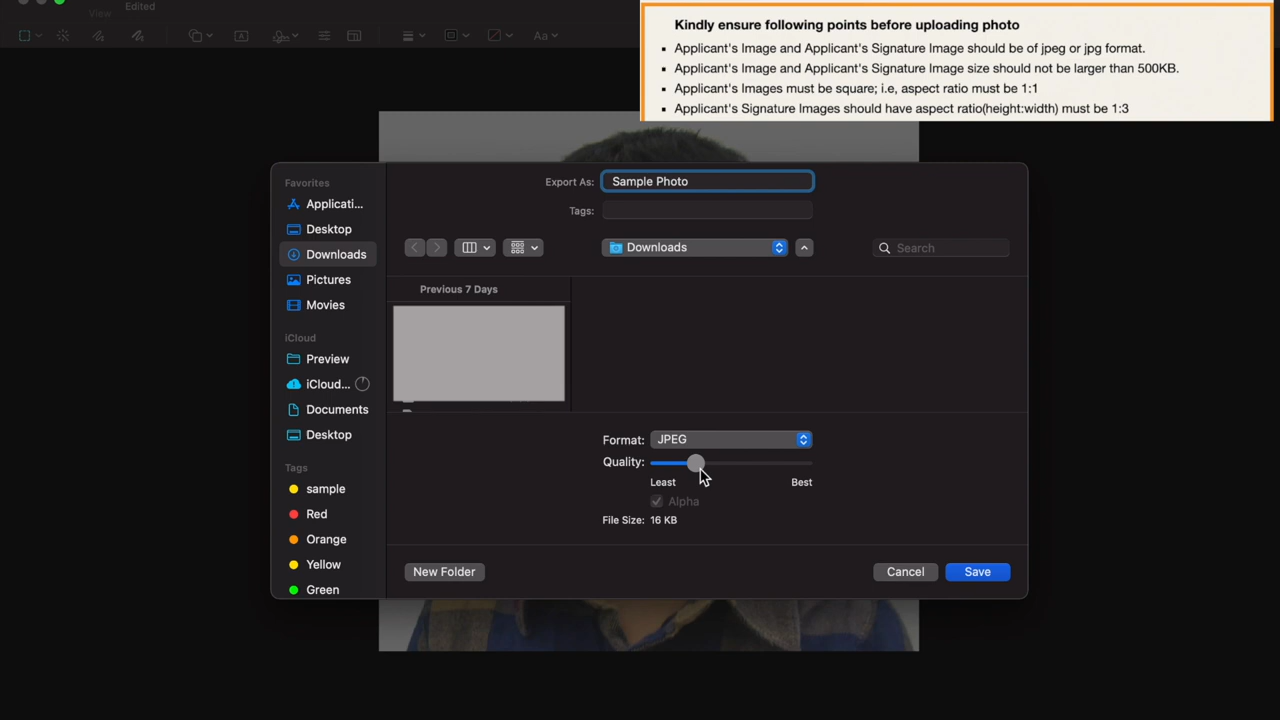 Edited
View
Aa
Kindly ensure following points before uploading photo
▪ Applicant's Image and Applicant's Signature Image should be of jpeg or jpg format.
▪ Applicant's Image and Applicant's Signature Image size should not be larger than 500KB.
▪ Applicant's Images must be square; i.e, aspect ratio must be 1:1
▪ Applicant's Signature Images should have aspect ratio(height:width) must be 1:3
Favorites
Applicati...
Desktop
Downloads
Pictures
Movies
iCloud
Preview
iCloud...
Documents
Desktop
Tags
sample
Red
Orange
Yellow
Green
Export As: Sample Photo
Tags:
Downloads
Search
Previous 7 Days
Format: JPEG
Quality:
Least Best
Alpha
File Size: 16 KB
New Folder
Cancel Save